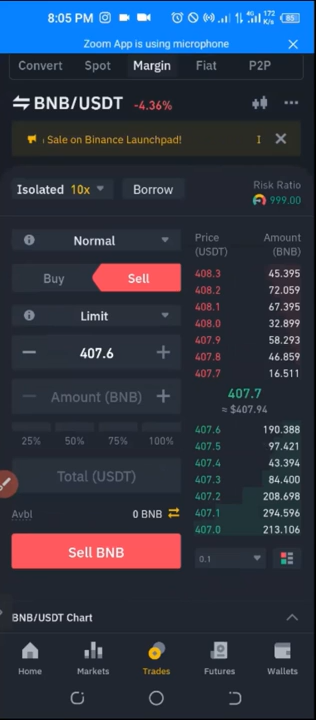 8:05 PM 4G 172 K/s 89
Zoom App is using microphone
Convert Spot Margin Fiat P2P
BNB/USDT -4.36%
Sale on Binance Launchpad! I
Isolated 10x Borrow Risk Ratio
999.00
Normal
Buy Sell
Limit
407.6
Amount (BNB)
25% 50% 75% 100%
Total (USDT)
Avbl 0 BNB
Sell BNB
Price (USDT) Amount (BNB)
408.3 45.395
408.2 72.059
408.1 67.395
408.0 32.899
407.9 58.293
407.8 46.859
407.7 16.511
407.7
≈ $407.94
407.6 190.388
407.5 97.421
407.4 43.394
407.3 84.400
407.2 208.698
407.1 294.596
407.0 213.106
0.1
BNB/USDT Chart
Home Markets Trades Futures Wallets